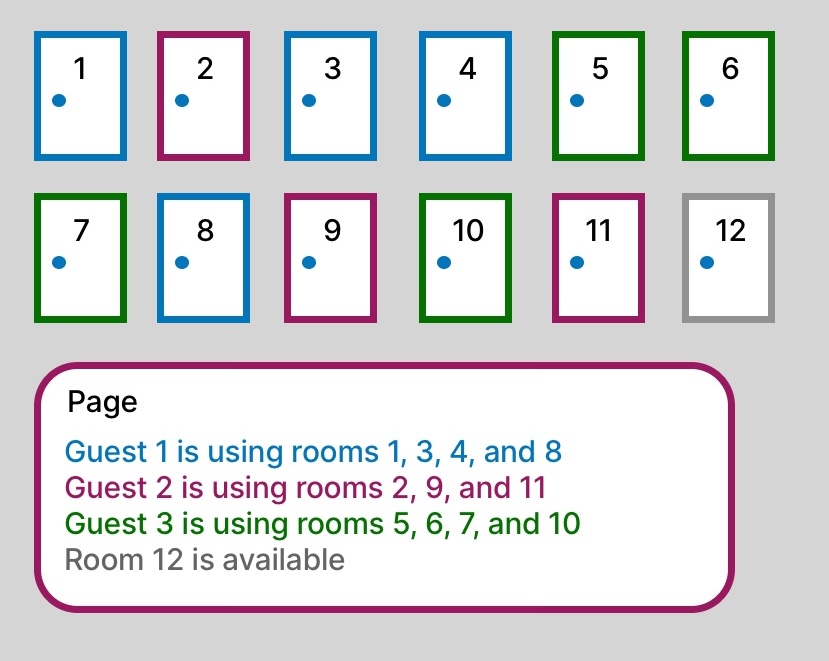 1 2 3 4 5 6
7 8 9 10 11 12
Page
Guest 1 is using rooms 1, 3, 4, and 8
Guest 2 is using rooms 2, 9, and 11
Guest 3 is using rooms 5, 6, 7, and 10
Room 12 is available